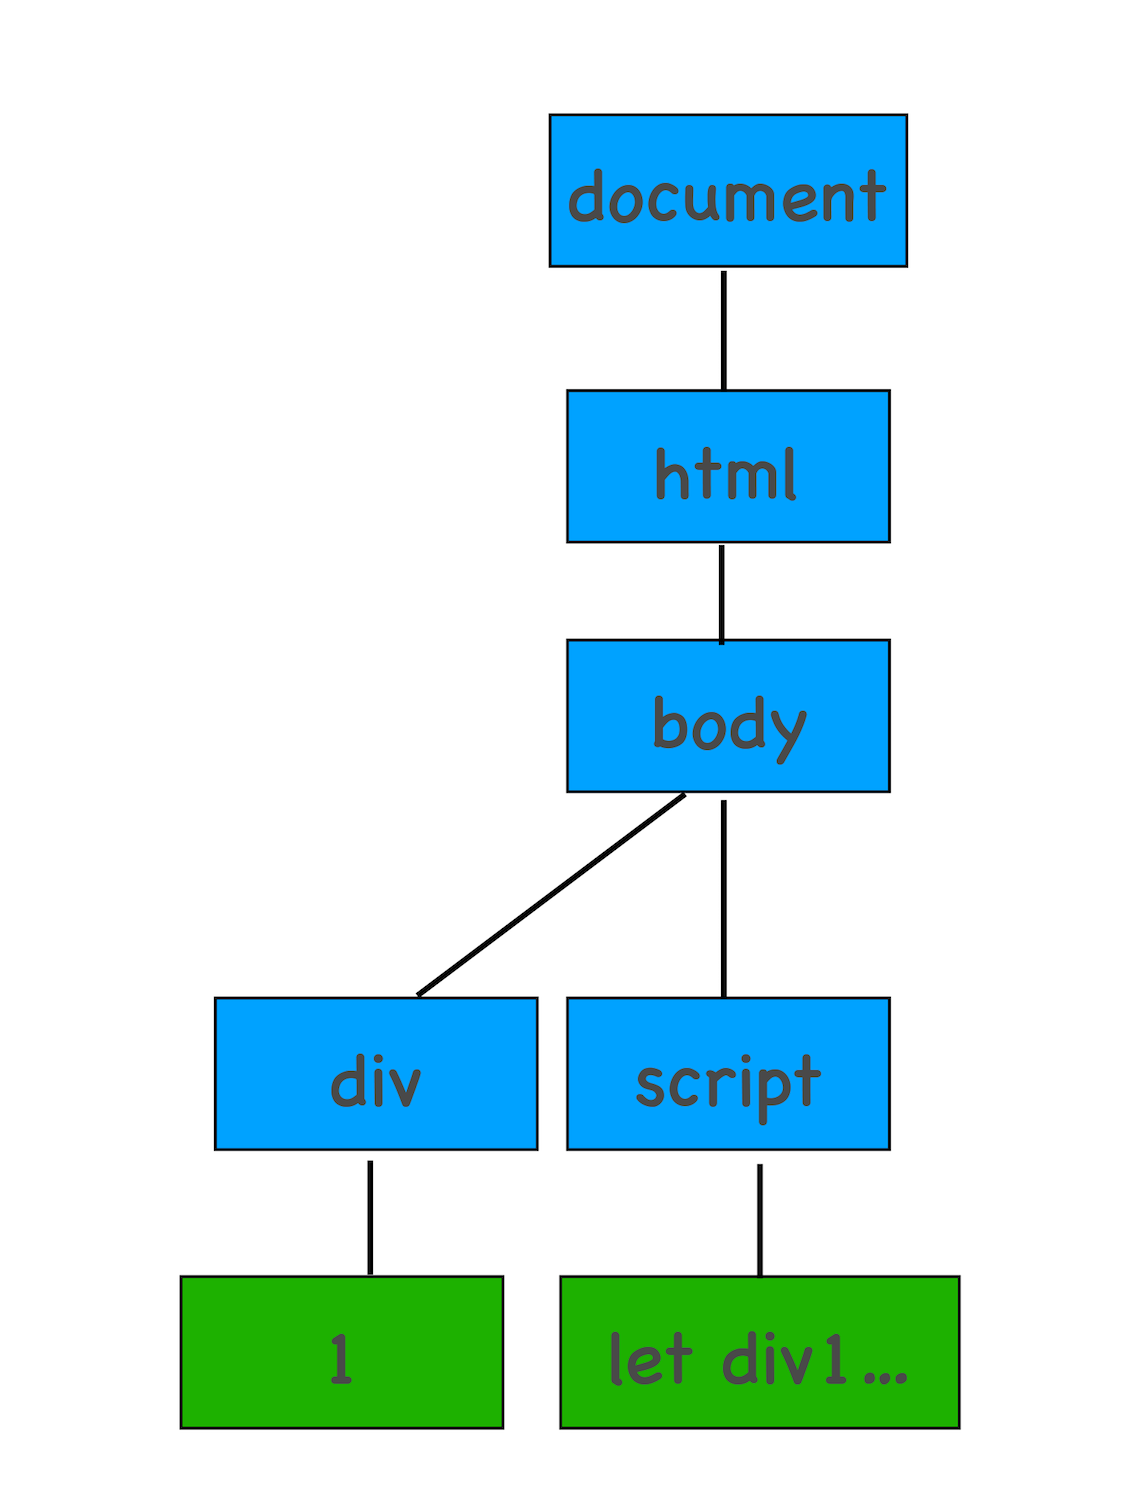 document
html
body
div
script
1
let div1...